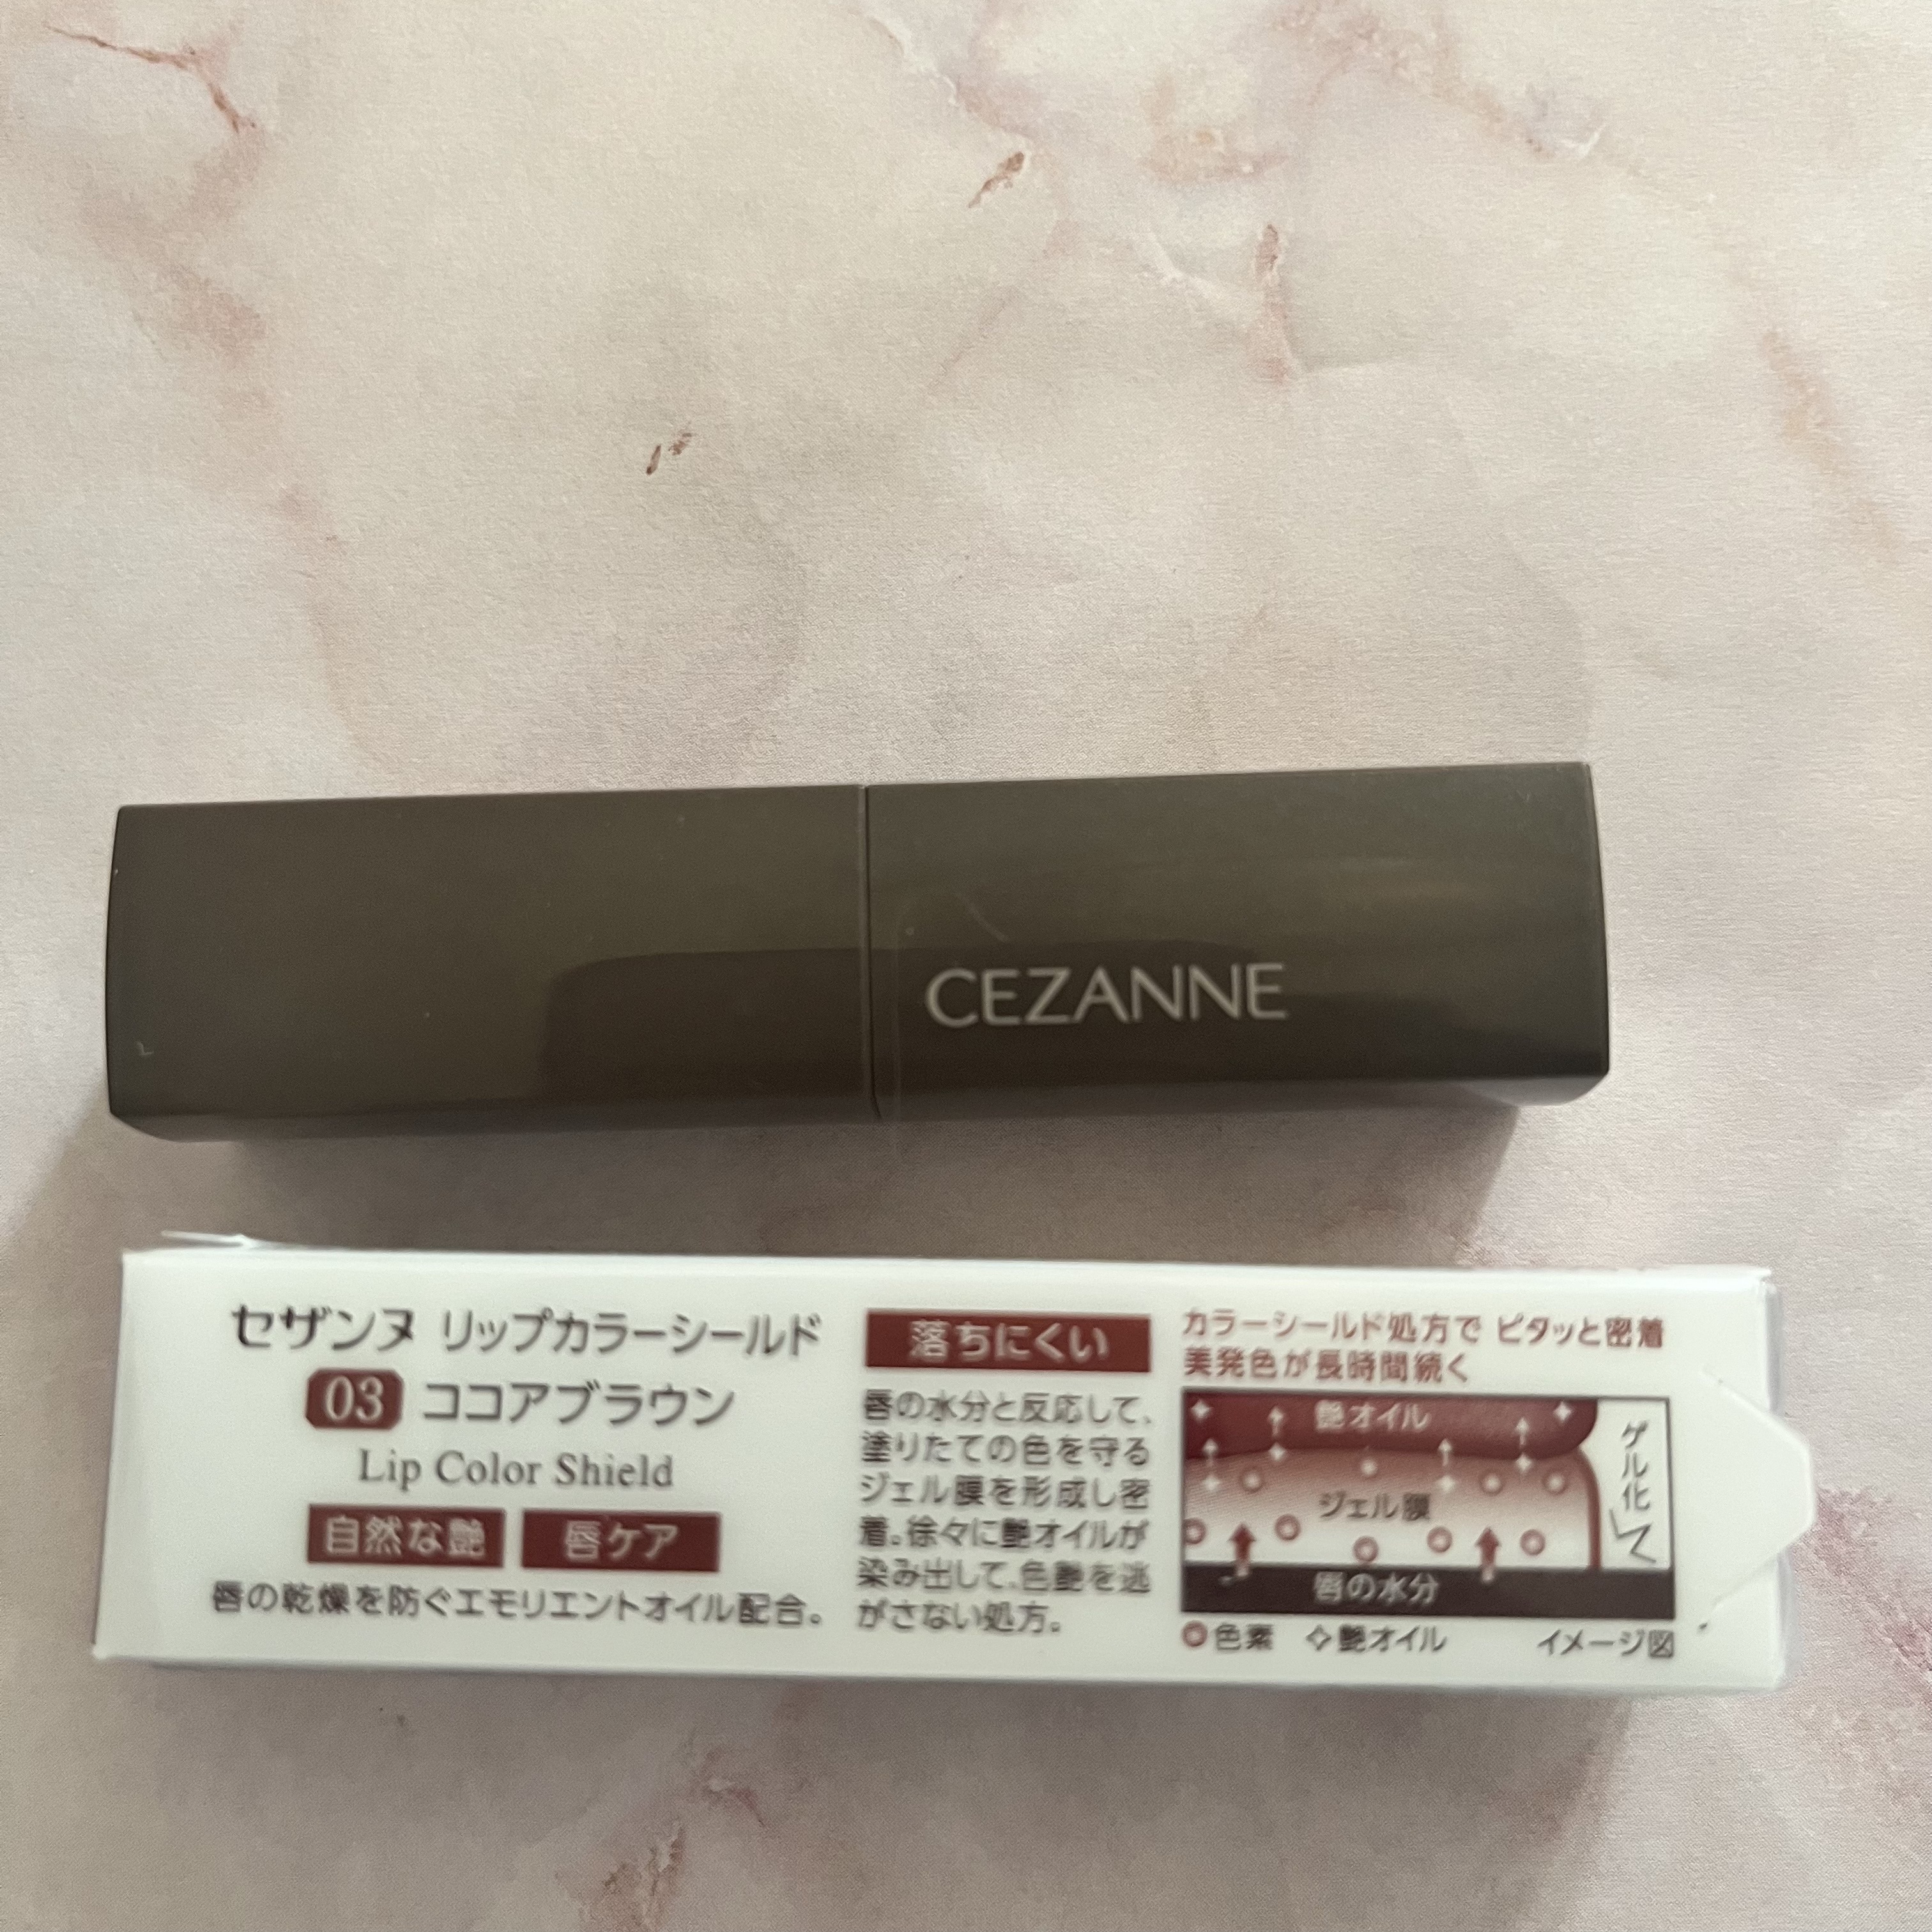 CEZANNE
セザンヌ リップカラーシールド
03 ココアブラウン
Lip Color Shield
自然な艶 唇ケア
唇の乾燥を防ぐエモリエントオイル配合。
落ちにくい
唇の水分と反応して、
塗りたての色を守る
ジェル膜を形成し密
着。徐々に艶オイルが
染み出して、色艶を逃
がさない処方。
カラーシールド処方で ピタッと密着
美発色が長時間続く
艶オイル
ジェル膜
唇の水分
ゲル化
色素 艶オイル イメージ図